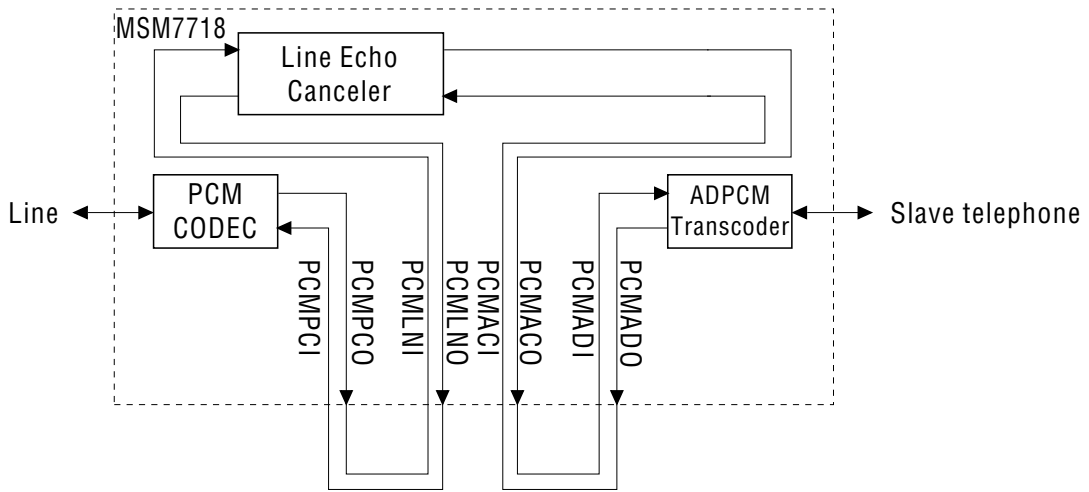 MSM7718
Line Echo
Canceler
Line
PCM
CODEC
ADPCM
Transcoder
Slave telephone
PCMPCI
PCMPCO
PCMLNI
PCMLNO
PCMACI
PCMACO
PCMADI
PCMADO